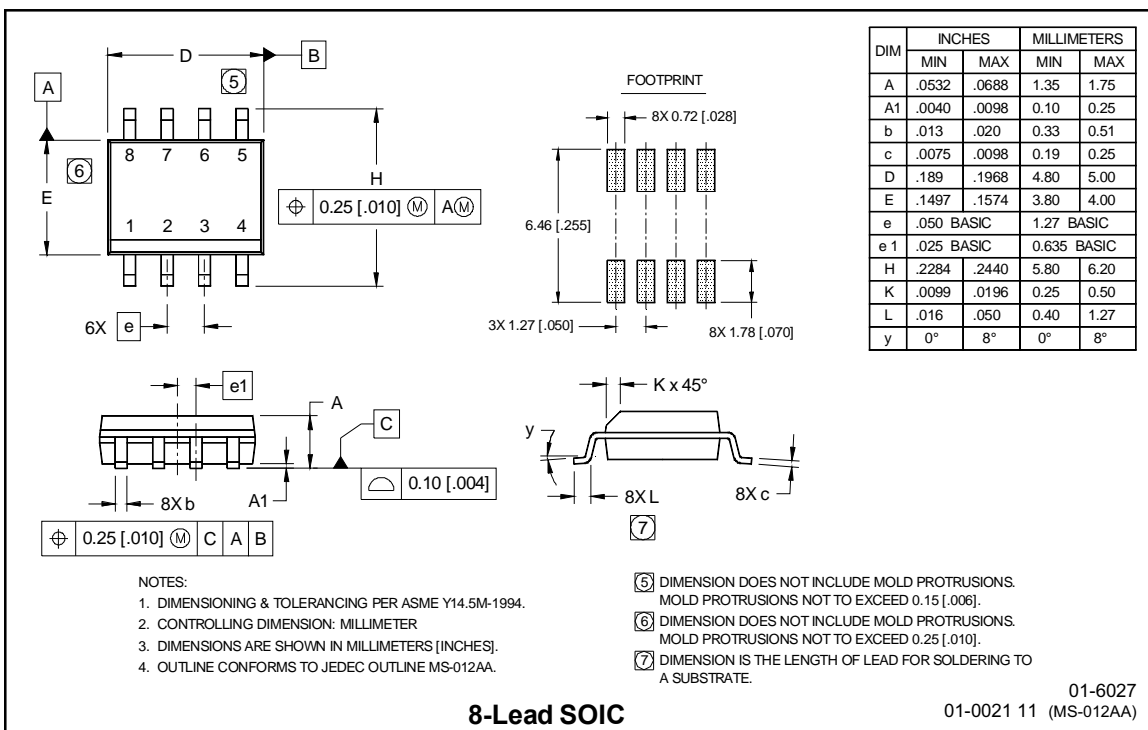 D
B
5
A
8 7 6 5
6
E
H
⌖ 0.25 [.010] Ⓜ A Ⓜ
1 2 3 4
6X e
FOOTPRINT
8X 0.72 [.028]
6.46 [.255]
3X 1.27 [.050]
8X 1.78 [.070]
DIM INCHES MILLIMETERS
MIN MAX MIN MAX
A .0532 .0688 1.35 1.75
A1 .0040 .0098 0.10 0.25
b .013 .020 0.33 0.51
c .0075 .0098 0.19 0.25
D .189 .1968 4.80 5.00
E .1497 .1574 3.80 4.00
e .050 BASIC 1.27 BASIC
e 1 .025 BASIC 0.635 BASIC
H .2284 .2440 5.80 6.20
K .0099 .0196 0.25 0.50
L .016 .050 0.40 1.27
y 0° 8° 0° 8°
e1
A
C
⌓ 0.10 [.004]
8X b
A1
⌖ 0.25 [.010] Ⓜ C A B
K x 45°
y
8X L
8X c
7
NOTES:
1. DIMENSIONING & TOLERANCING PER ASME Y14.5M-1994.
2. CONTROLLING DIMENSION: MILLIMETER
3. DIMENSIONS ARE SHOWN IN MILLIMETERS [INCHES].
4. OUTLINE CONFORMS TO JEDEC OUTLINE MS-012AA.
5 DIMENSION DOES NOT INCLUDE MOLD PROTRUSIONS.
MOLD PROTRUSIONS NOT TO EXCEED 0.15 [.006].
6 DIMENSION DOES NOT INCLUDE MOLD PROTRUSIONS.
MOLD PROTRUSIONS NOT TO EXCEED 0.25 [.010].
7 DIMENSION IS THE LENGTH OF LEAD FOR SOLDERING TO
A SUBSTRATE.
8-Lead SOIC
01-6027
01-0021 11 (MS-012AA)